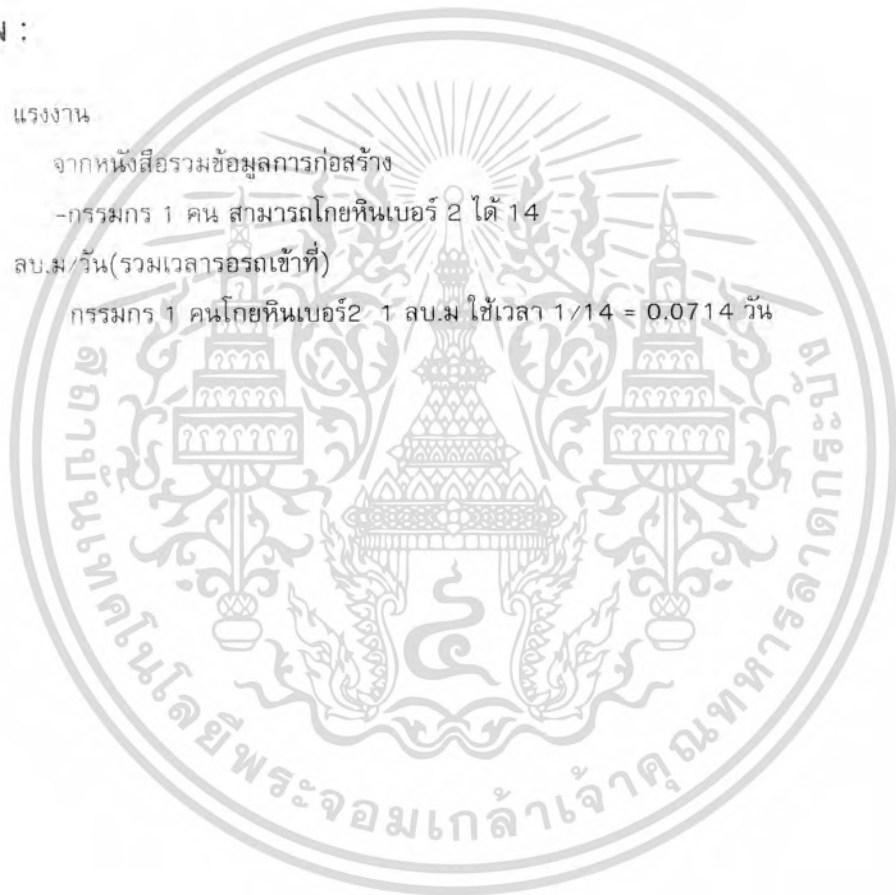 แรงงาน
จากหนังสือรวมข้อมูลการก่อสร้าง
-กรรมกร 1 คน สามารถโกยหินเบอร์ 2 ได้ 14
ลบ.ม/วัน(รวมเวลารอรถเข้าที่)
กรรมกร 1 คนโกยหินเบอร์2 1 ลบ.ม ใช้เวลา 1/14 = 0.0714 วัน
สถาบันเทคโนโลยีพระจอมเกล้าเจ้าคุณทหารลาดกระบัง